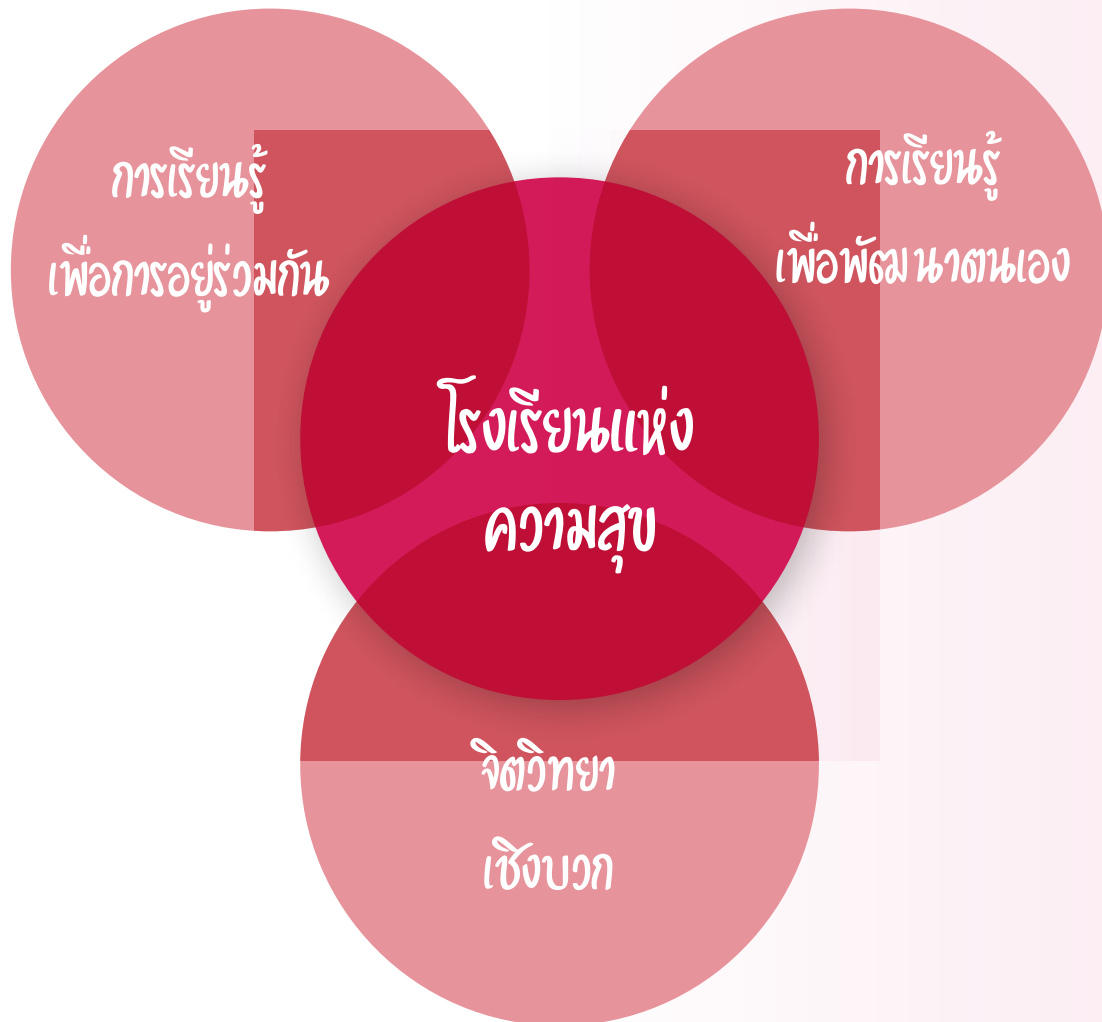 การเรียนรู้
เพื่อการอยู่ร่วมกัน
การเรียนรู้
เพื่อพัฒนาตนเอง
โรงเรียนแห่ง
ความสุข
จิตวิทยา
เชิงบวก